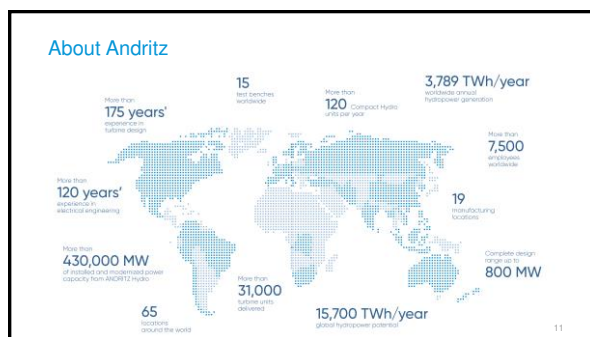 About Andritz
15
test benches
worldwide
More than
120 Compact Hydro
units per year
3,789 TWh/year
worldwide annual
hydropower generation
More than
175 years'
experience in
turbine design
More than
7,500
employees
worldwide
More than
120 years'
experience in
electrical engineering
19
manufacturing
locations
More than
430,000 MW
of installed and modernized power
capacity from ANDRITZ Hydro
Complete design
range up to
800 MW
More than
31,000
turbine units
delivered
65
locations
around the world
15,700 TWh/year
global hydropower potential
11